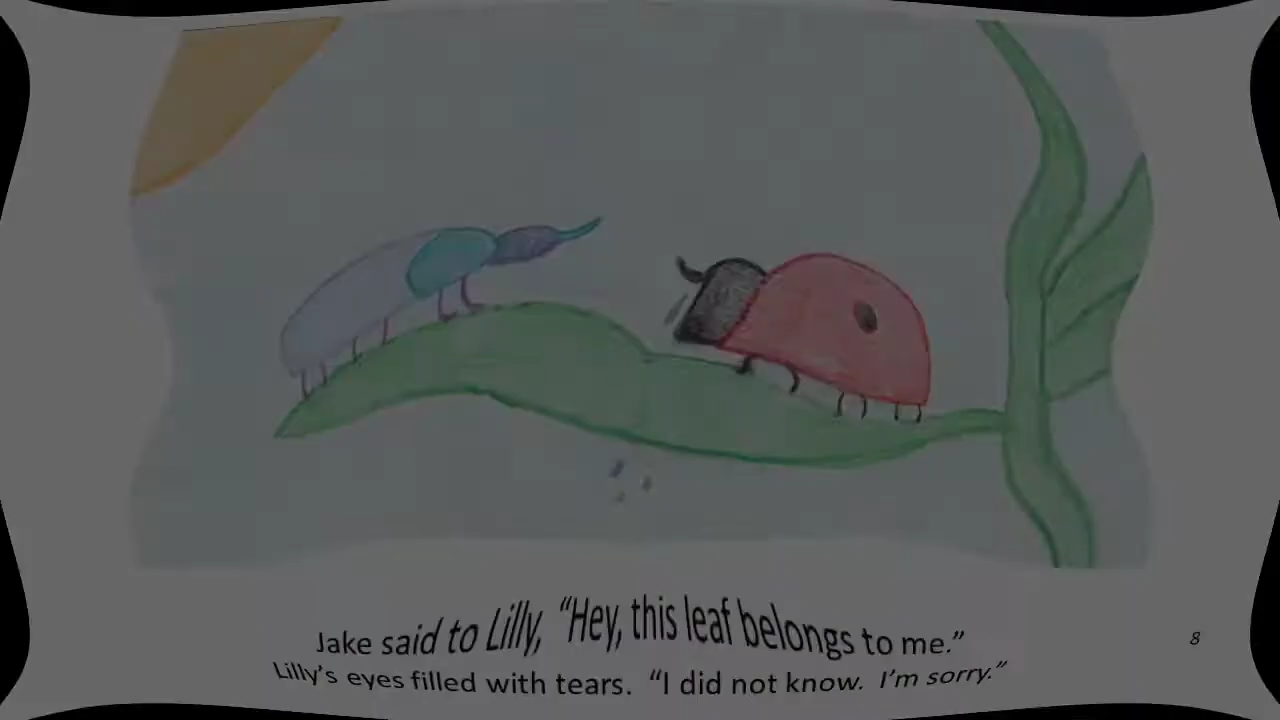 Jake said to Lilly, “Hey, this leaf belongs to me.”
8
Lilly’s eyes filled with tears.  “I did not know.  I’m sorry.”